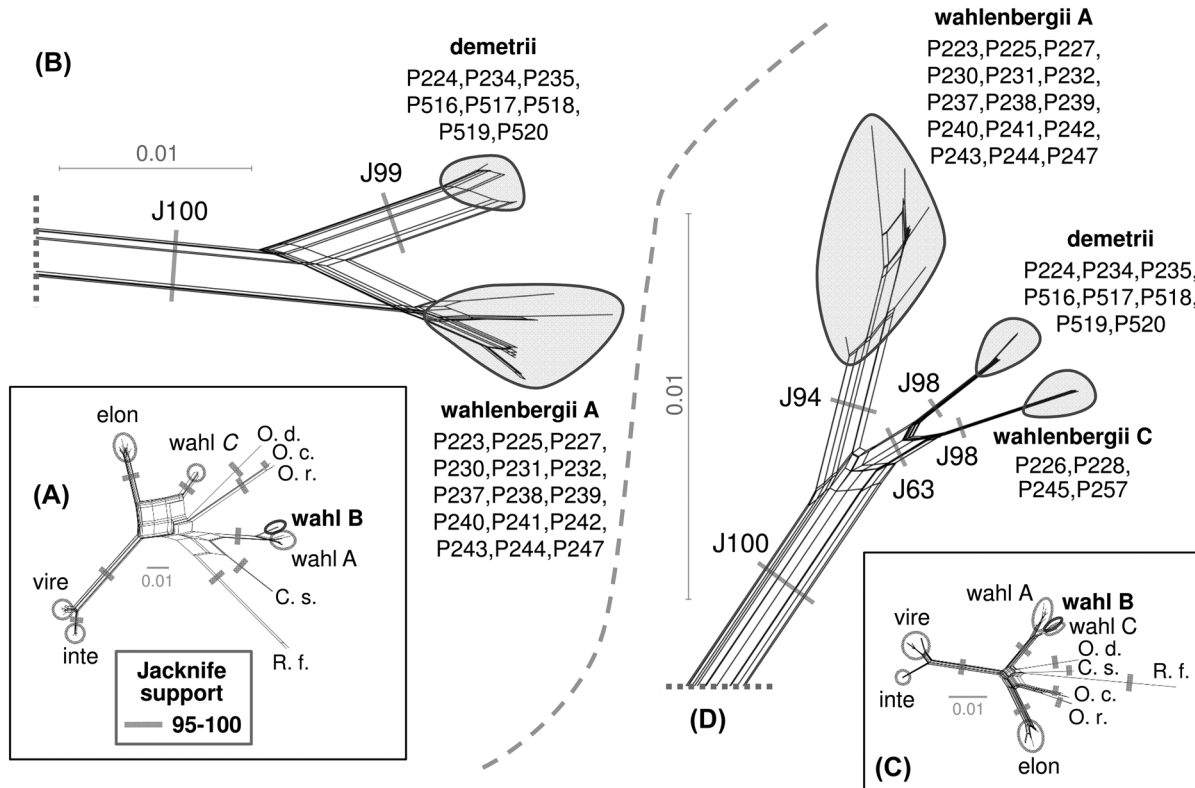 (B)
demetrii
P224,P234,P235,
P516,P517,P518,
P519,P520
0.01
J99
J100
wahlenbergii A
P223,P225,P227,
P230,P231,P232,
P237,P238,P239,
P240,P241,P242,
P243,P244,P247
(A)
elon
wahl C
O. d.
O. c.
O. r.
wahl B
wahl A
0.01
vire
C. s.
inte
R. f.
Jacknife
support
95-100
wahlenbergii A
P223,P225,P227,
P230,P231,P232,
P237,P238,P239,
P240,P241,P242,
P243,P244,P247
demetrii
P224,P234,P235,
P516,P517,P518,
P519,P520
0.01
J94
J98
J98
wahlenbergii C
P226,P228,
P245,P257
J63
J100
(D)
wahl A
wahl B
wahl C
vire
O. d.
C. s.
R. f.
inte
O. c.
0.01
O. r.
(C)
elon